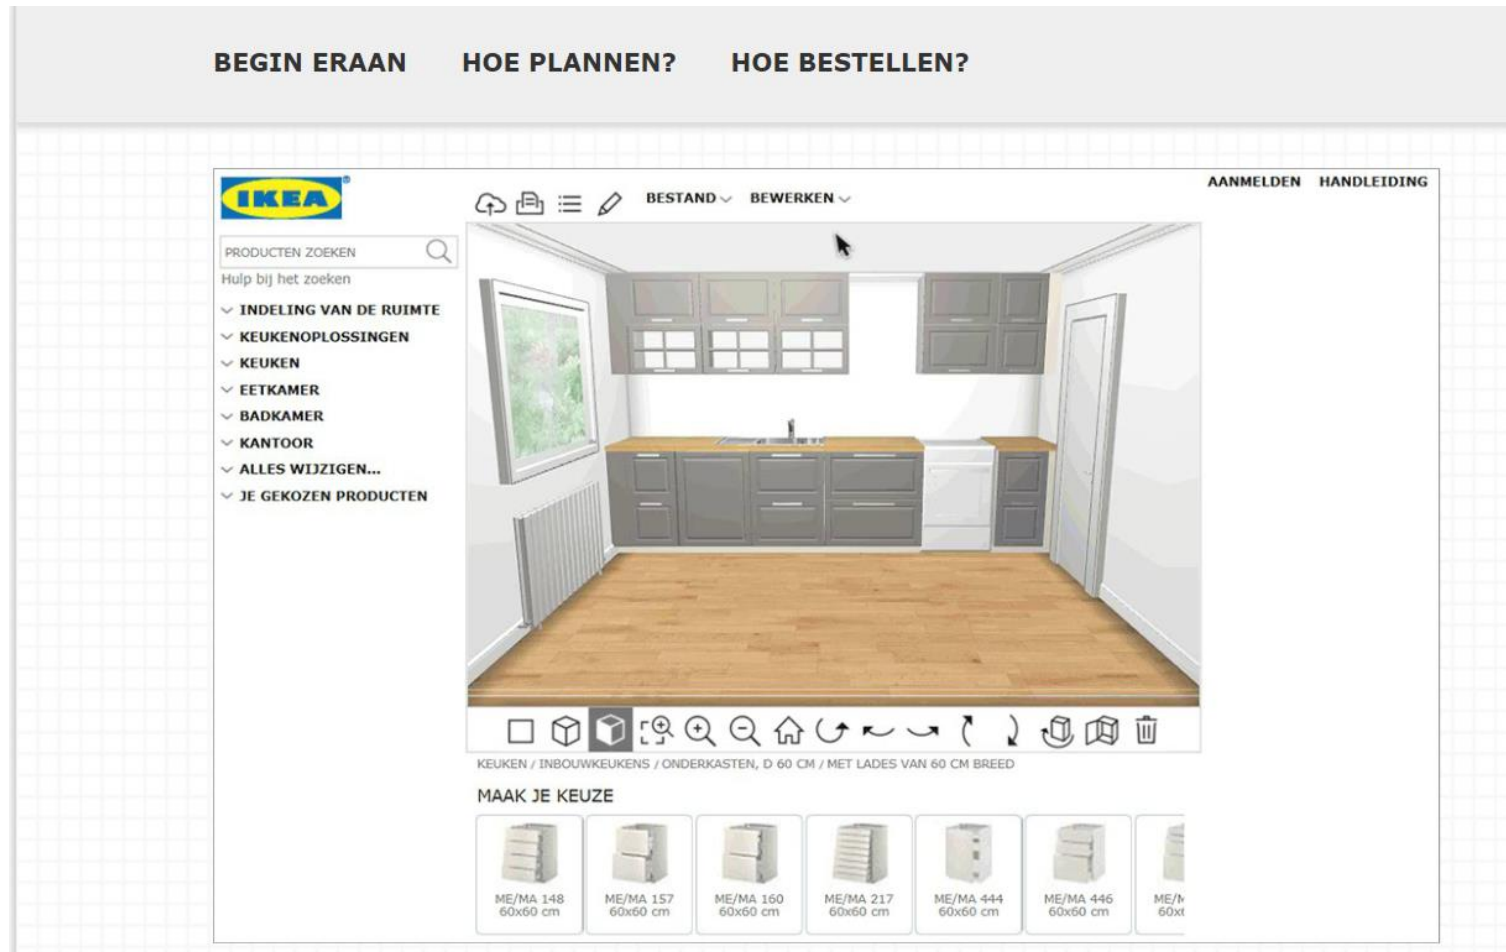 BEGIN ERAAN HOE PLANNEN? HOE BESTELLEN?
AANMELDEN HANDLEIDING
IKEA
BESTAND BEWERKEN
PRODUCTEN ZOEKEN
Hulp bij het zoeken
INDELING VAN DE RUIMTE
KEUKENOPLOSSINGEN
KEUKEN
EETKAMER
BADKAMER
KANTOOR
ALLES WIJZIGEN...
JE GEKOZEN PRODUCTEN
KEUKEN / INBOUWKEUKENS / ONDERKASTEN, D 60 CM / MET LADES VAN 60 CM BREED
MAAK JE KEUZE
ME/MA 148
60x60 cm
ME/MA 157
60x60 cm
ME/MA 160
60x60 cm
ME/MA 217
60x60 cm
ME/MA 444
60x60 cm
ME/MA 446
60x60 cm